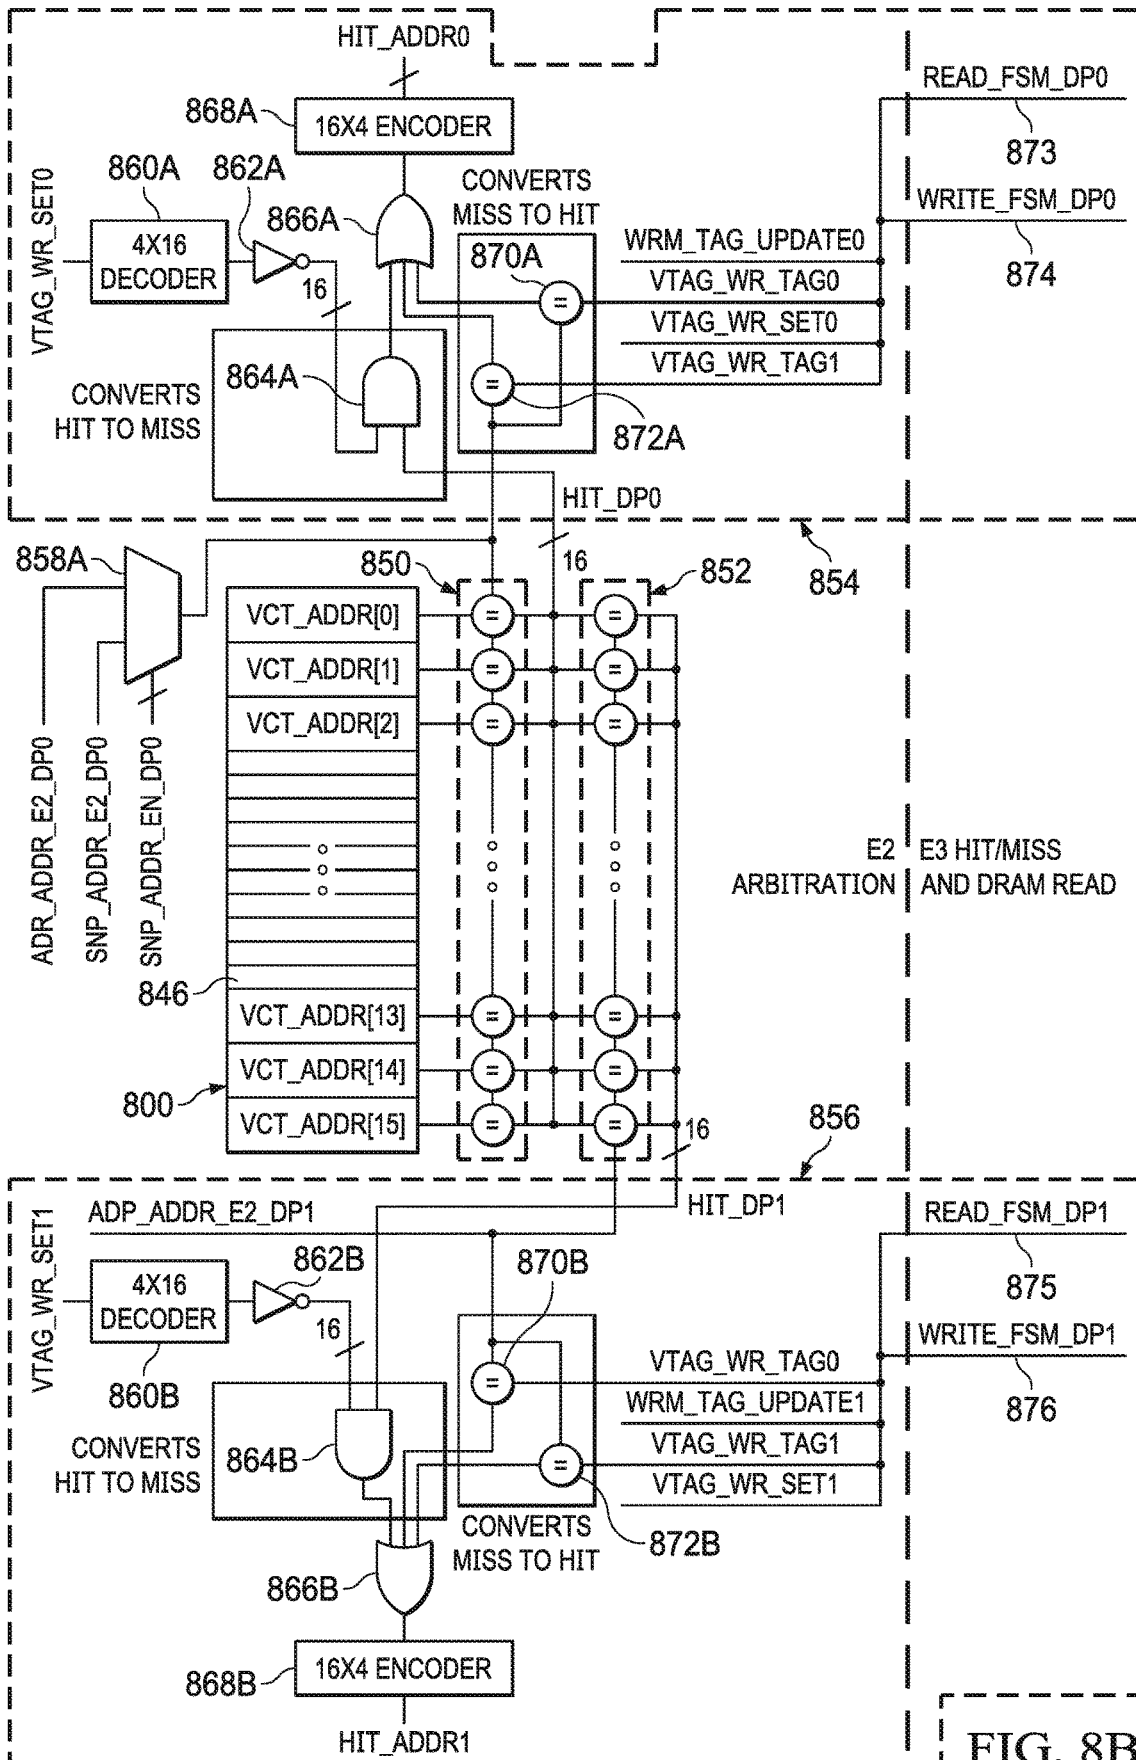 HIT_ADDR0
868A
16X4 ENCODER
READ_FSM_DP0
873
860A
862A
VTAG_WR_SET0
4X16
DECODER
16
866A
CONVERTS
MISS TO HIT
870A
WRITE_FSM_DP0
874
WRM_TAG_UPDATE0
VTAG_WR_TAG0
VTAG_WR_SET0
VTAG_WR_TAG1
CONVERTS
HIT TO MISS
864A
872A
HIT_DP0
16
854
858A
850
852
VCT_ADDR[0]
VCT_ADDR[1]
VCT_ADDR[2]
ADR_ADDR_E2_DP0
SNP_ADDR_E2_DP0
SNP_ADDR_EN_DP0
E2
ARBITRATION
E3 HIT/MISS
AND DRAM READ
846
VCT_ADDR[13]
VCT_ADDR[14]
VCT_ADDR[15]
800
16
856
ADP_ADDR_E2_DP1
HIT_DP1
READ_FSM_DP1
875
VTAG_WR_SET1
4X16
DECODER
860B
862B
16
870B
WRITE_FSM_DP1
876
VTAG_WR_TAG0
WRM_TAG_UPDATE1
VTAG_WR_TAG1
VTAG_WR_SET1
CONVERTS
HIT TO MISS
864B
CONVERTS
MISS TO HIT
872B
866B
868B
16X4 ENCODER
HIT_ADDR1
FIG. 8B